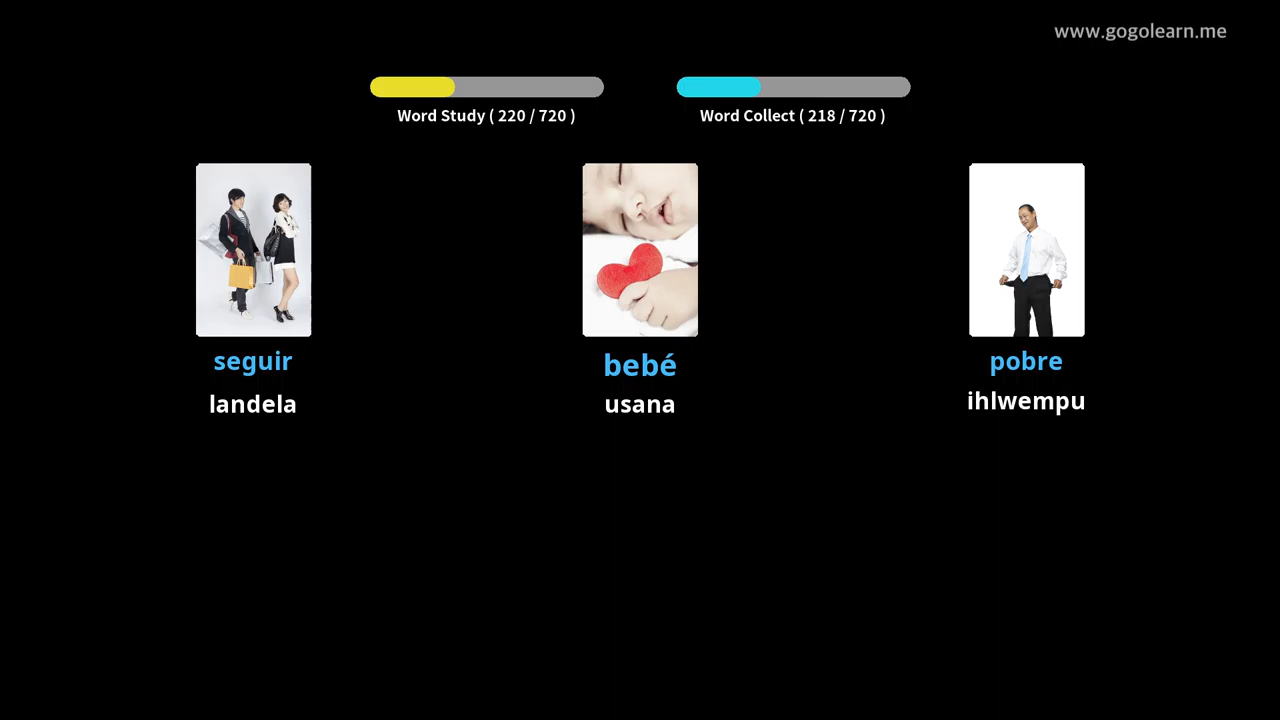 www.gogolearn.me
Word Study ( 220 / 720 )
Word Collect ( 218 / 720 )
seguir
landela
bebé
usana
pobre
ihlwempu